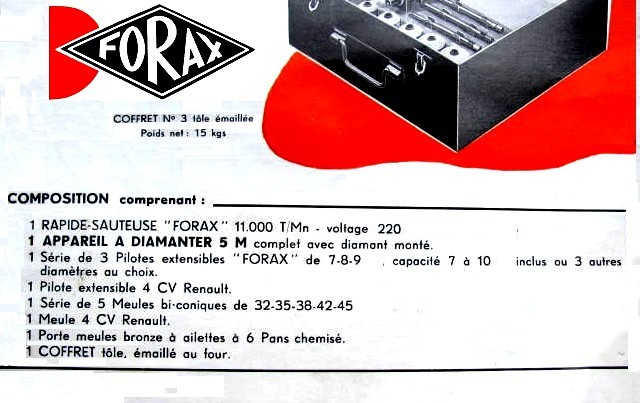 FORAX
COFFRET No 3 tôle émaillée
Poids net : 15 kgs
COMPOSITION comprenant :
1 RAPIDE-SAUTEUSE "FORAX" 11.000 T/Mn - voltage 220
1 APPAREIL A DIAMANTER 5 M complet avec diamant monté.
1 Série de 3 Pilotes extensibles "FORAX" de 7-8-9 . capacité 7 à 10 inclus ou 3 autres
diamètres au choix.
1 Pilote extensible 4 CV Renault.
1 Série de 5 Meules bi-coniques de 32-35-38-42-45
1 Meule 4 CV Renault.
1 Porte meules bronze à ailettes à 6 Pans chemisé.
1 COFFRET tôle, émaillé au four.